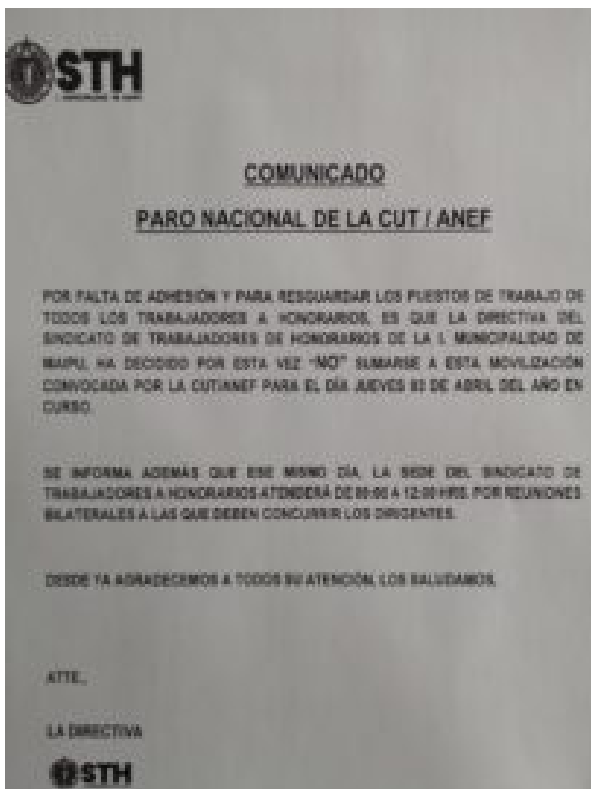 STH
COMUNICADO
PARO NACIONAL DE LA CUT / ANEF
POR FALTA DE ADHESIÓN Y PARA RESGUARDAR LOS PUESTOS DE TRABAJO DE
TODOS LOS TRABAJADORES A HONORARIOS, ES QUE LA DIRECTIVA DEL
SINDICATO DE TRABAJADORES DE HONORARIOS DE LA I. MUNICIPALIDAD DE
MAIPU, HA DECIDIDO POR ESTA VEZ "NO" SUMARSE A ESTA MOVILIZACIÓN
CONVOCADA POR LA CUT/ANEF PARA EL DÍA JUEVES 03 DE ABRIL DEL AÑO EN
CURSO.
SE INFORMA ADEMÁS QUE ESE MISMO DÍA, LA SEDE DEL SINDICATO DE
TRABAJADORES A HONORARIOS ATENDERÁ DE A 12:00 HRS. POR REUNIONES
BILATERALES A LAS QUE DEBEN CONCURRIR LOS DIRIGENTES.
DESDE YA AGRADECEMOS A TODOS SU ATENCIÓN, LOS SALUDAMOS,
ATTE.,
LA DIRECTIVA
STH